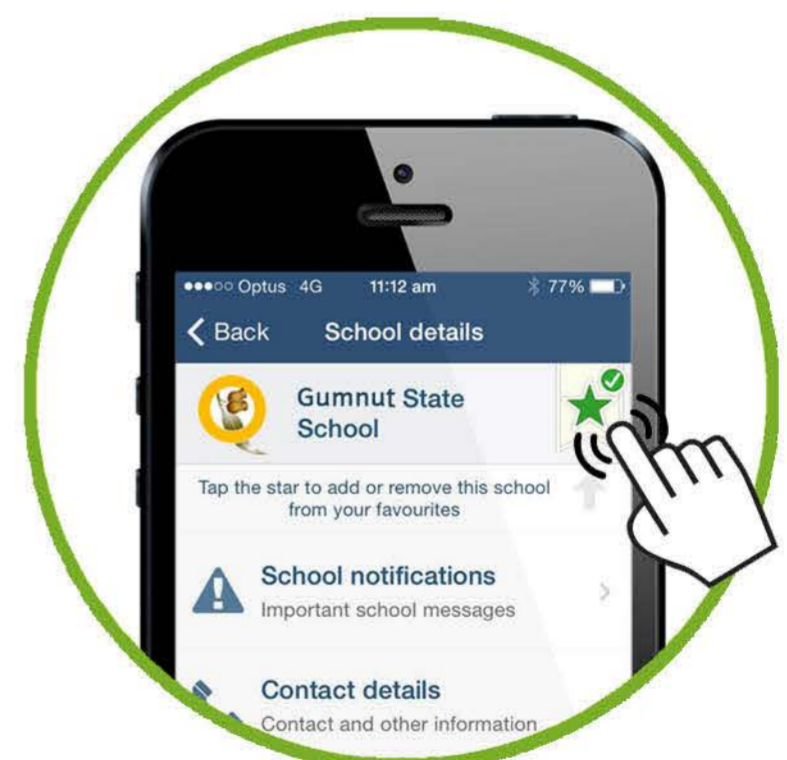 Optus 4G 11:12 am 77%
Back School details
Gumnut State
School
Tap the star to add or remove this school
from your favourites
School notifications
Important school messages
Contact details
Contact and other information